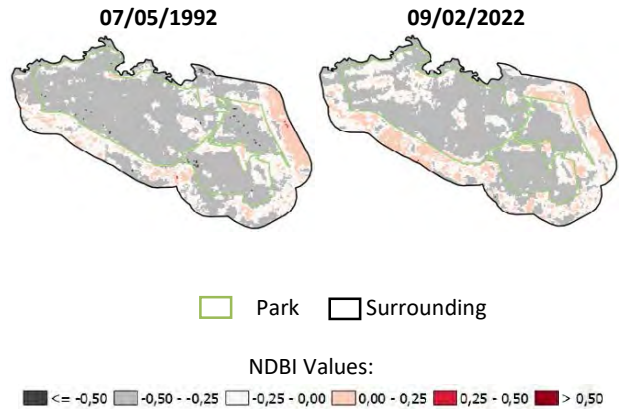 07/05/1992 09/02/2022
Park Surrounding
NDBI Values:
<= -0,50 -0,50 - -0,25 -0,25 - 0,00 0,00 - 0,25 0,25 - 0,50 > 0,50